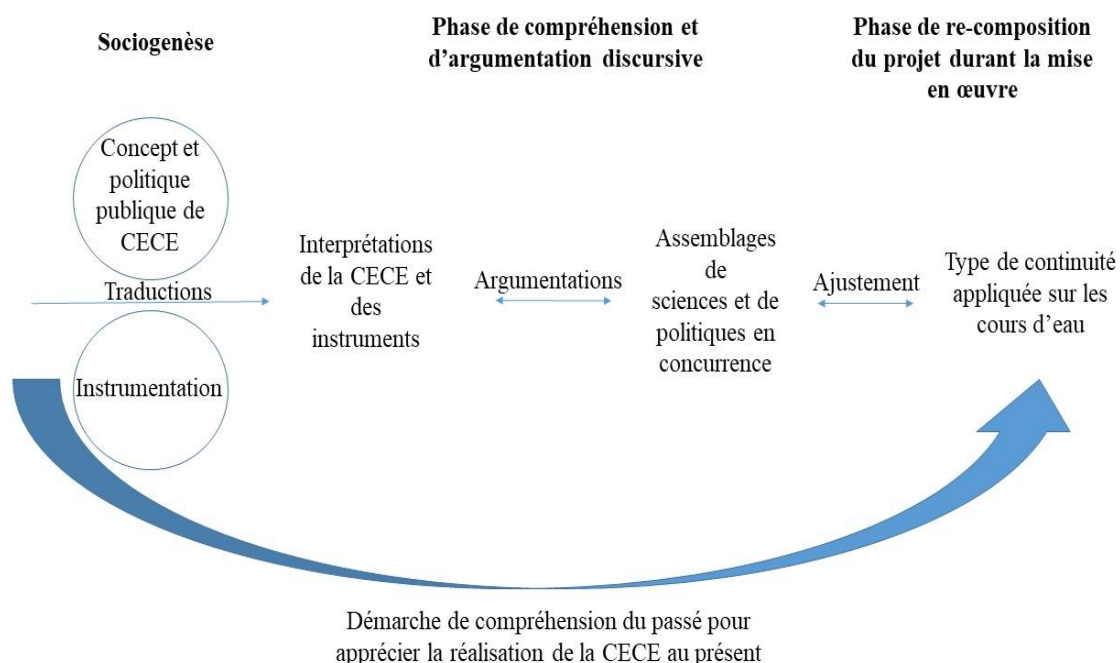 Sociogenèse
Phase de compréhension et
d’argumentation discursive
Phase de re-composition
du projet durant la mise
en œuvre
Concept et
politique
publique de
CECE
Traductions
Instrumentation
Interprétations
de la CECE et
des
instruments
Argumentations
Assemblages
de
sciences et de
politiques en
concurrence
Ajustement
Type de continuité
appliquée sur les
cours d’eau
Démarche de compréhension du passé pour
apprécier la réalisation de la CECE au présent